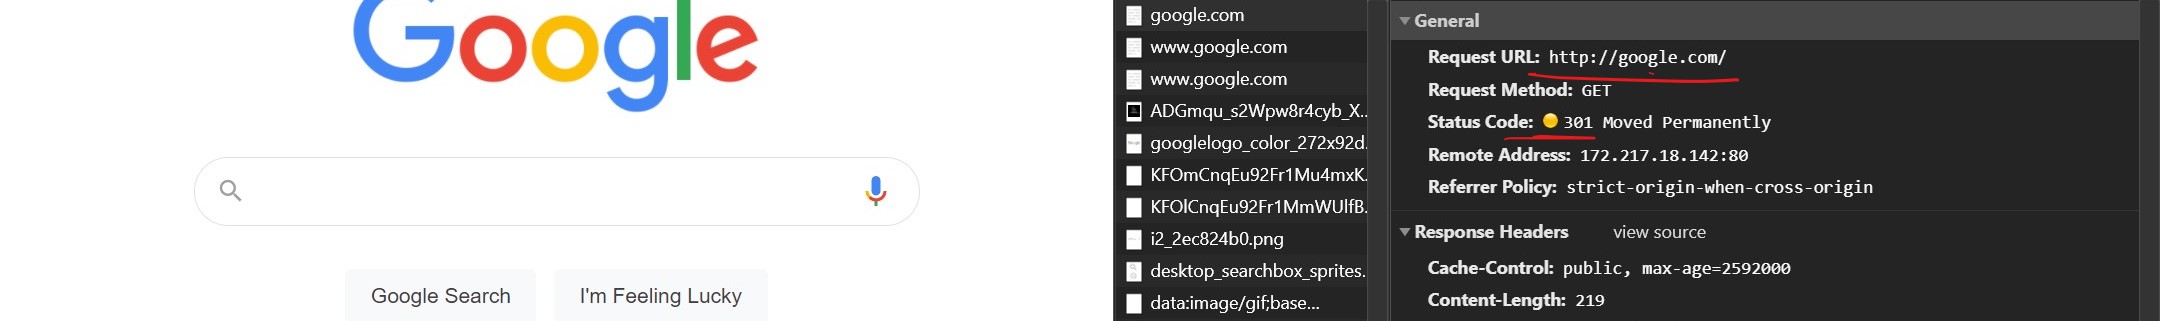 Google
Google Search
I'm Feeling Lucky
google.com
www.google.com
www.google.com
ADGmqu_s2Wpw8r4cyb_X..
googlelogo_color_272x92d.
KFOmCnqEu92Fr1Mu4mxK.
KFOlCnqEu92Fr1MmWUlfB.
i2_2ec824b0.png
desktop_searchbox_sprites.
data:image/gif;base...
General
Request URL: http://google.com/
Request Method: GET
Status Code: 301 Moved Permanently
Remote Address: 172.217.18.142:80
Referrer Policy: strict-origin-when-cross-origin
Response Headers view source
Cache-Control: public, max-age=2592000
Content-Length: 219